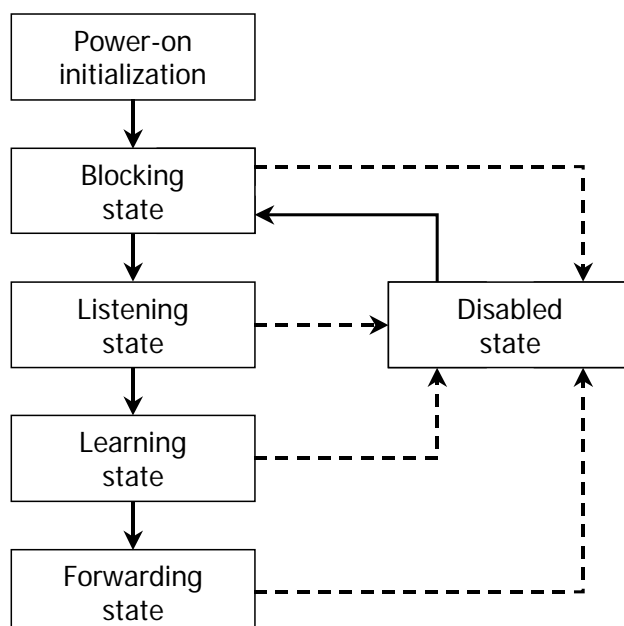 Power-on
initialization
Blocking
state
Listening
state
Disabled
state
Learning
state
Forwarding
state